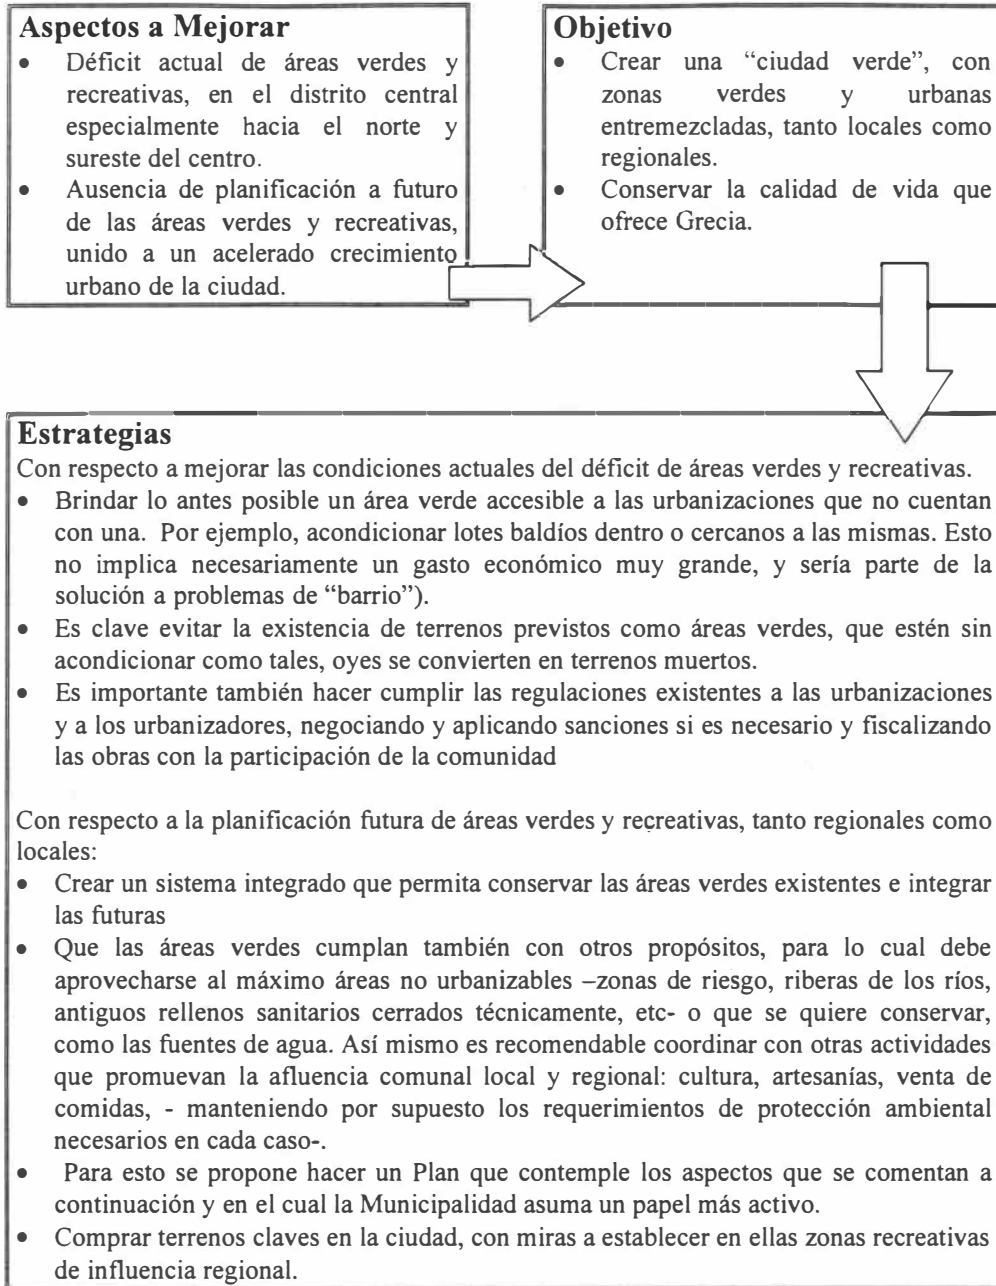 Aspectos a Mejorar
• Déficit actual de áreas verdes y
recreativas, en el distrito central
especialmente hacia el norte y
sureste del centro.
• Ausencia de planificación a futuro
de las áreas verdes y recreativas,
unido a un acelerado crecimiento
urbano de la ciudad.
Objetivo
• Crear una “ciudad verde”, con
zonas verdes y urbanas
entremezcladas, tanto locales como
regionales.
• Conservar la calidad de vida que
ofrece Grecia.
Estrategias
Con respecto a mejorar las condiciones actuales del déficit de áreas verdes y recreativas.
• Brindar lo antes posible un área verde accesible a las urbanizaciones que no cuentan
con una. Por ejemplo, acondicionar lotes baldíos dentro o cercanos a las mismas. Esto
no implica necesariamente un gasto económico muy grande, y sería parte de la
solución a problemas de “barrio”).
• Es clave evitar la existencia de terrenos previstos como áreas verdes, que estén sin
acondicionar como tales, oyes se convierten en terrenos muertos.
• Es importante también hacer cumplir las regulaciones existentes a las urbanizaciones
y a los urbanizadores, negociando y aplicando sanciones si es necesario y fiscalizando
las obras con la participación de la comunidad
Con respecto a la planificación futura de áreas verdes y recreativas, tanto regionales como
locales:
• Crear un sistema integrado que permita conservar las áreas verdes existentes e integrar
las futuras
• Que las áreas verdes cumplan también con otros propósitos, para lo cual debe
aprovecharse al máximo áreas no urbanizables –zonas de riesgo, riberas de los ríos,
antiguos rellenos sanitarios cerrados técnicamente, etc- o que se quiere conservar,
como las fuentes de agua. Así mismo es recomendable coordinar con otras actividades
que promuevan la afluencia comunal local y regional: cultura, artesanías, venta de
comidas, - manteniendo por supuesto los requerimientos de protección ambiental
necesarios en cada caso-.
• Para esto se propone hacer un Plan que contemple los aspectos que se comentan a
continuación y en el cual la Municipalidad asuma un papel más activo.
• Comprar terrenos claves en la ciudad, con miras a establecer en ellas zonas recreativas
de influencia regional.